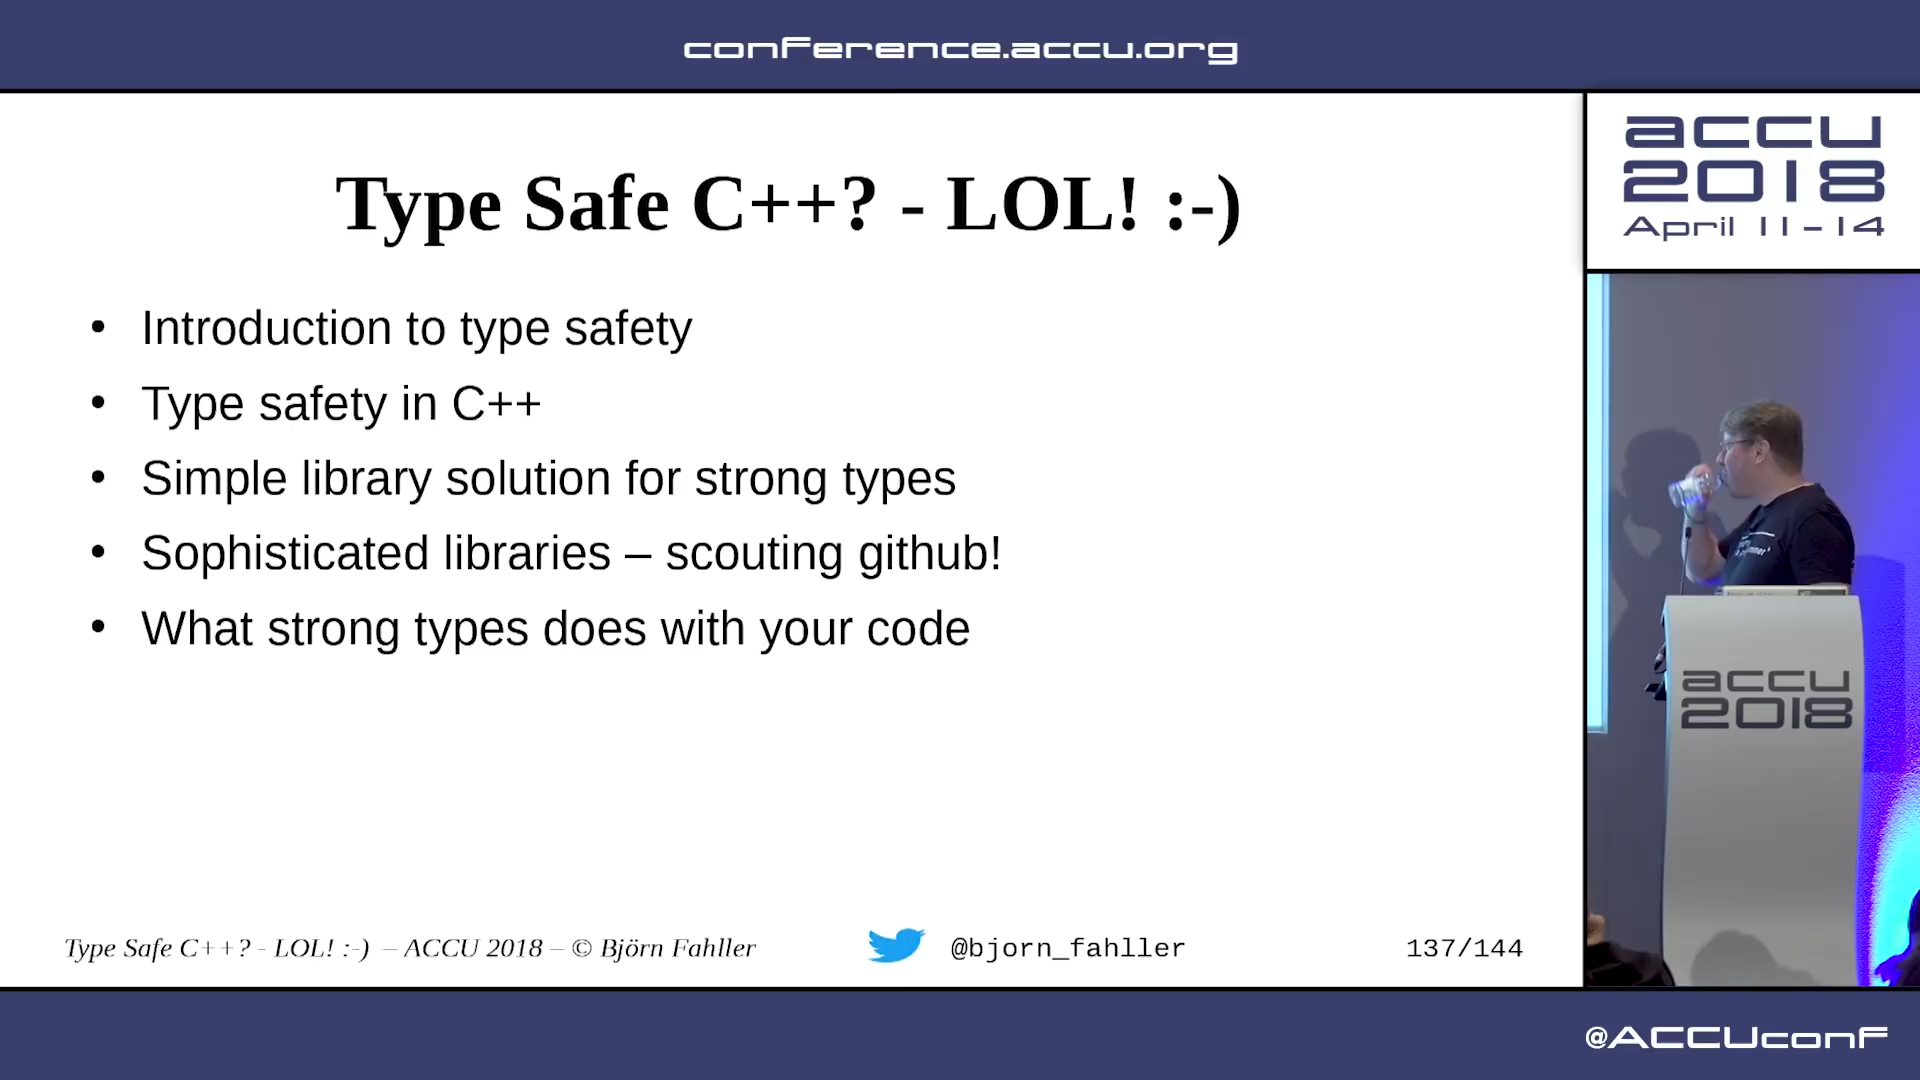 conference.accu.org
accu
2018
April 11-14
Type Safe C++? - LOL! :-)
• Introduction to type safety
• Type safety in C++
• Simple library solution for strong types
• Sophisticated libraries – scouting github!
• What strong types does with your code
accu
2018
Type Safe C++? - LOL! :-) – ACCU 2018 – © Björn Fahller
@bjorn_fahller
137/144
@ACCUconf